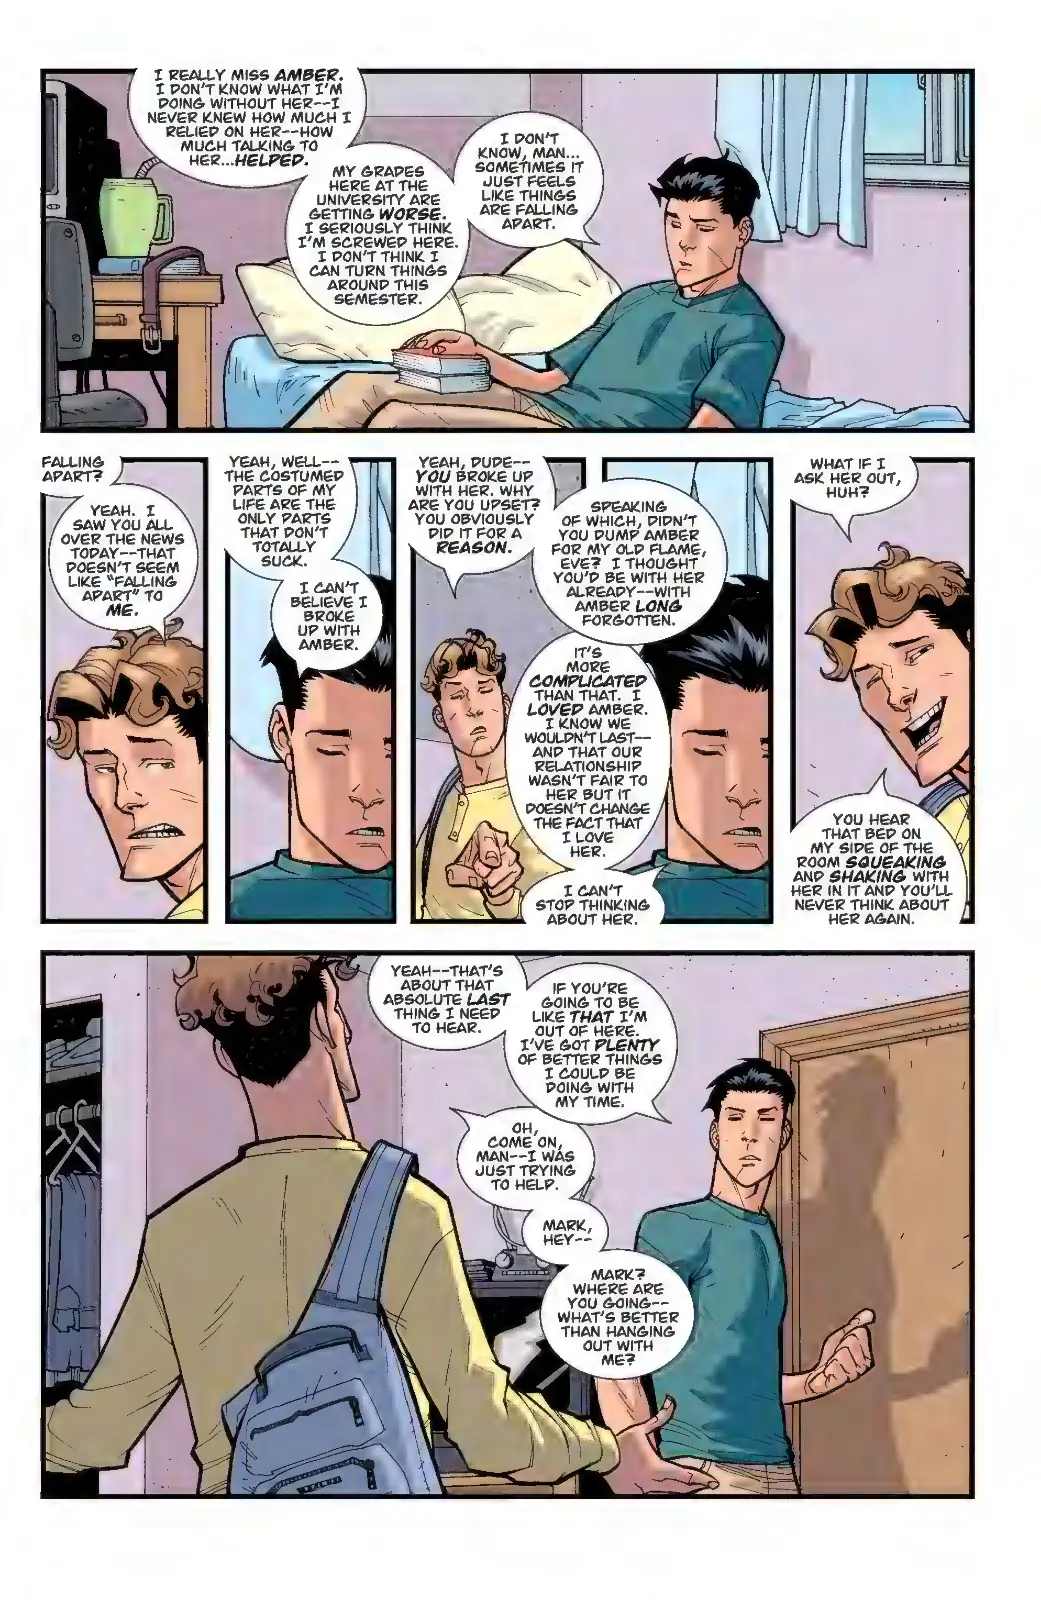 I REALLY MISS AMBER.
I DON'T KNOW WHAT I'M
DOING WITHOUT HER--I
NEVER KNEW HOW MUCH I
RELIED ON HER--HOW
MUCH TALKING TO
HER...HELPED.
MY GRADES
HERE AT THE
UNIVERSITY ARE
GETTING WORSE.
I SERIOUSLY THINK
I'M SCREWED HERE.
I DON'T THINK I
CAN TURN THINGS
AROUND THIS
SEMESTER.
I DON'T
KNOW, MAN...
SOMETIMES IT
JUST FEELS
LIKE THINGS
ARE FALLING
APART.
FALLING
APART?
YEAH. I
SAW YOU ALL
OVER THE NEWS
TODAY--THAT
DOESN'T SEEM
LIKE "FALLING
APART" TO
ME.
YEAH, WELL--
THE COSTUMED
PARTS OF MY
LIFE ARE THE
ONLY PARTS
THAT DON'T
TOTALLY
SUCK.
I CAN'T
BELIEVE I
BROKE
UP WITH
AMBER.
YEAH, DUDE--
YOU BROKE UP
WITH HER. WHY
ARE YOU UPSET?
YOU OBVIOUSLY
DID IT FOR A
REASON.
SPEAKING
OF WHICH, DIDN'T
YOU DUMP AMBER
FOR MY OLD FLAME,
EVE? I THOUGHT
YOU'D BE WITH HER
ALREADY--WITH
AMBER LONG
FORGOTTEN.
IT'S
MORE
COMPLICATED
THAN THAT. I
LOVED AMBER.
I KNOW WE
WOULDN'T LAST--
AND THAT OUR
RELATIONSHIP
WASN'T FAIR TO
HER BUT IT
DOESN'T CHANGE
THE FACT THAT
I LOVE
HER.
I CAN'T
STOP THINKING
ABOUT HER.
WHAT IF I
ASK HER OUT,
HUH?
YOU HEAR
THAT BED ON
MY SIDE OF THE
ROOM SQUEAKING
AND SHAKING WITH
HER IN IT AND YOU'LL
NEVER THINK ABOUT
HER AGAIN.
YEAH--THAT'S
ABOUT THAT
ABSOLUTE LAST
THING I NEED
TO HEAR.
IF YOU'RE
GOING TO BE
LIKE THAT I'M
OUT OF HERE.
I'VE GOT PLENTY
OF BETTER THINGS
I COULD BE
DOING WITH
MY TIME.
OH,
COME ON,
MAN--I WAS
JUST TRYING
TO HELP.
MARK,
HEY--
MARK?
WHERE ARE
YOU GOING--
WHAT'S BETTER
THAN HANGING
OUT WITH
ME?